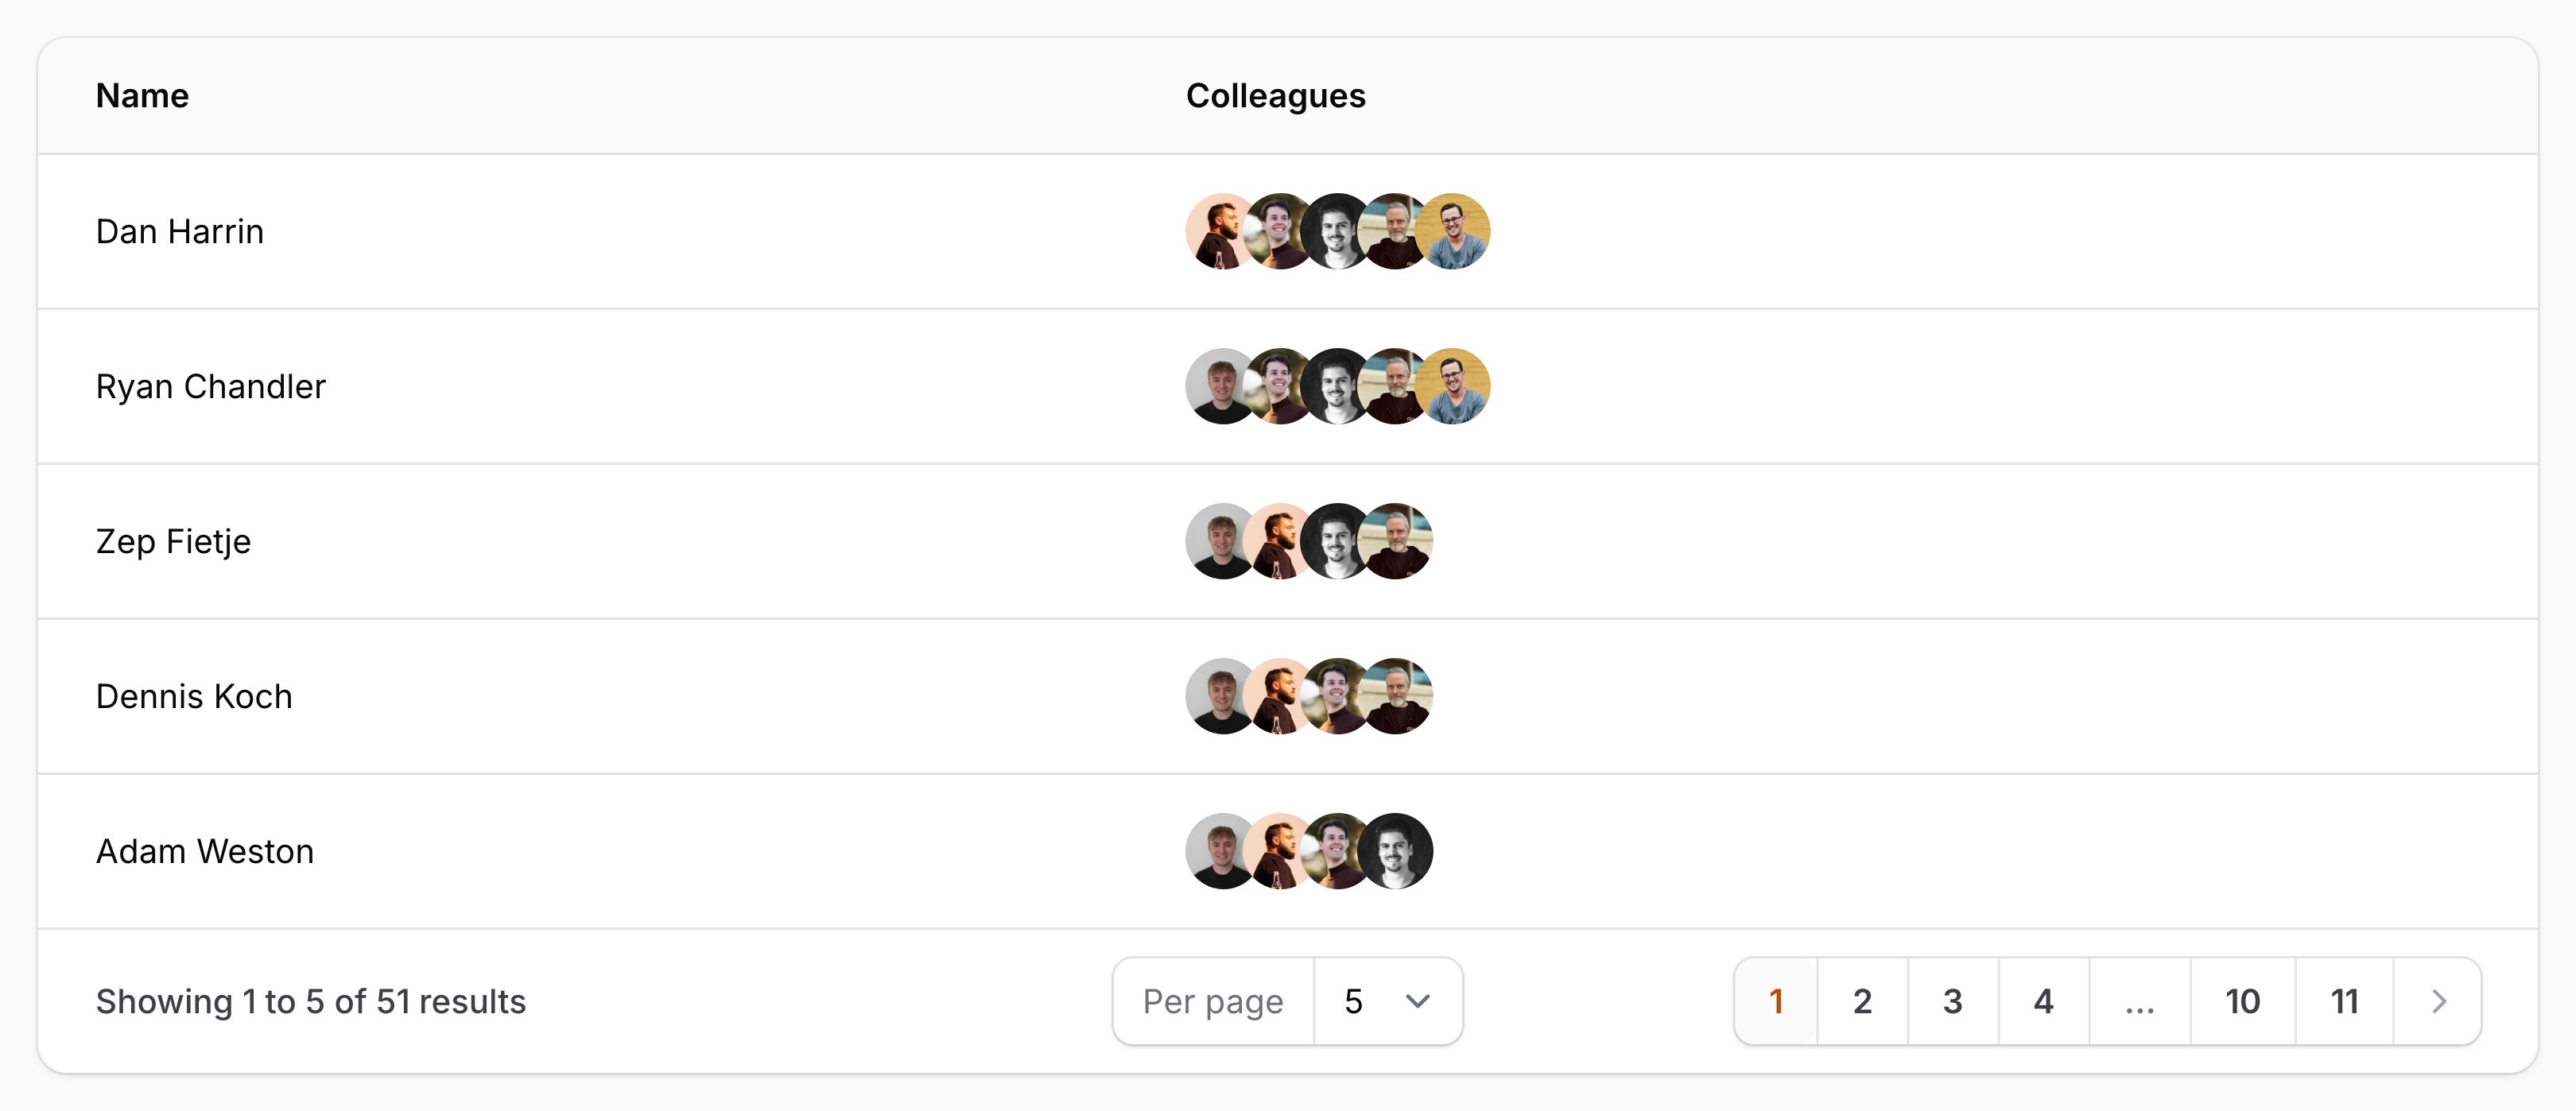 Name Colleagues
Dan Harrin
Ryan Chandler
Zep Fietje
Dennis Koch
Adam Weston
Showing 1 to 5 of 51 results Per page 5 1 2 3 4 ... 10 11